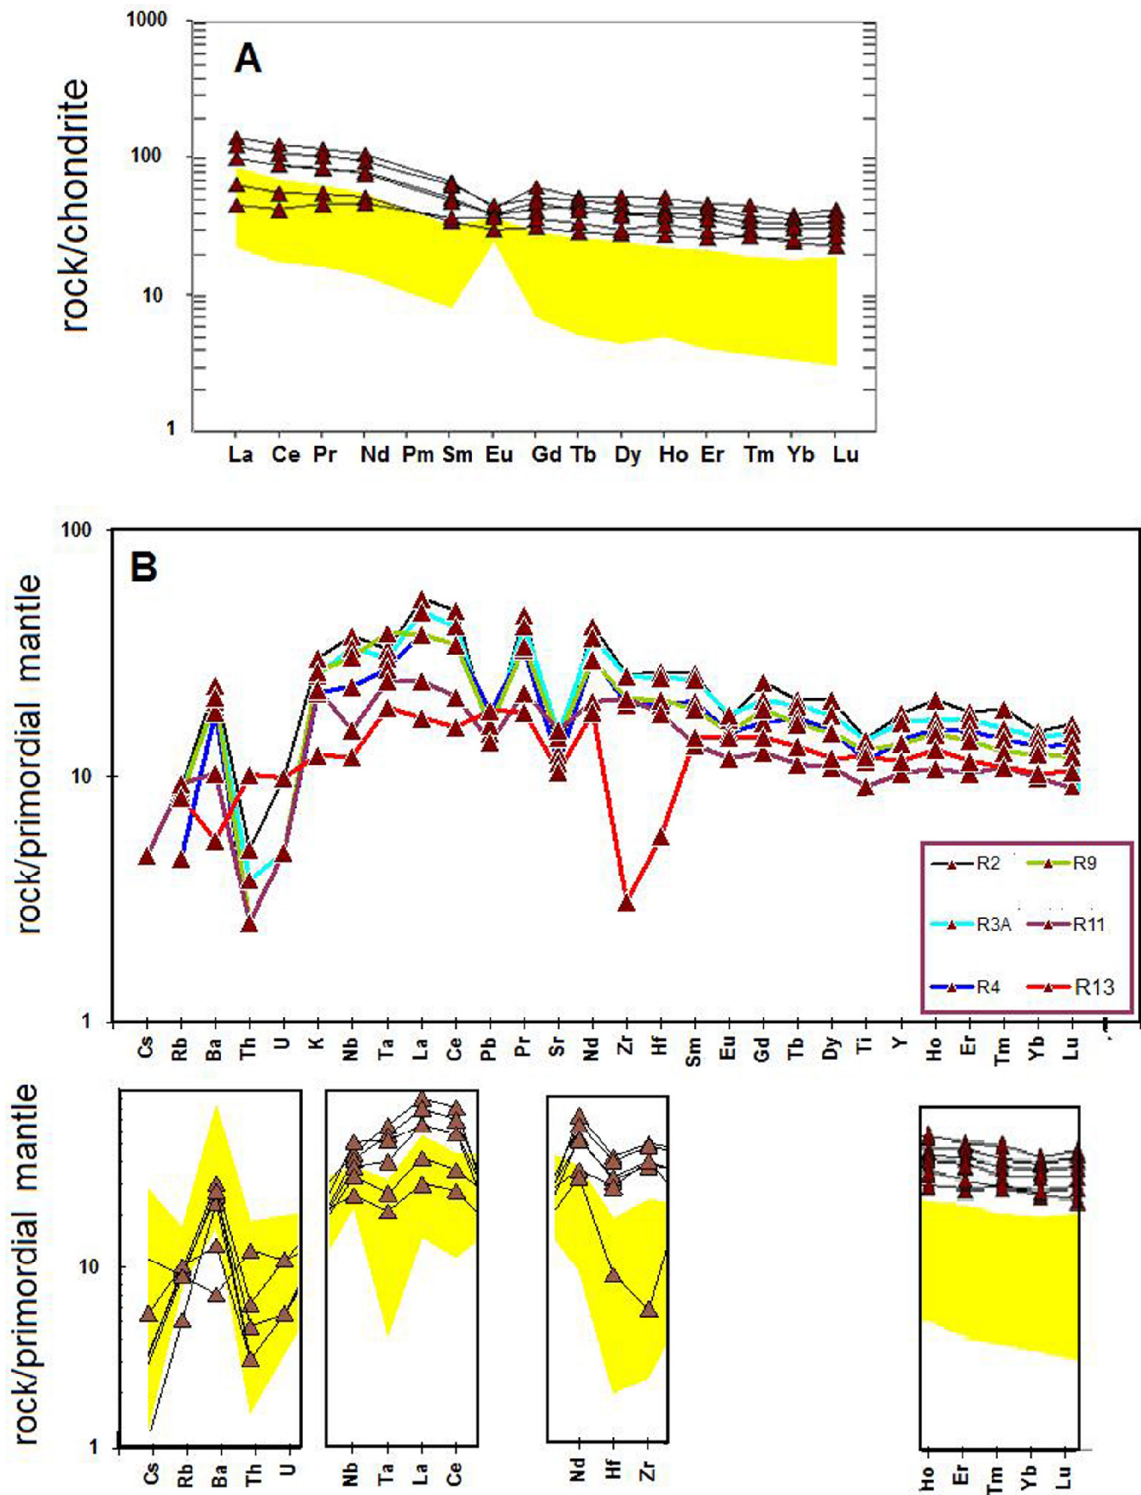 1000
A
100
10
1
rock/chondrite
La Ce Pr Nd Pm Sm Eu Gd Tb Dy Ho Er Tm Yb Lu
100
B
10
1
rock/primordial mantle
R2 R9
R3A R11
R4 R13
Cs Rb Ba Th U K Nb Ta La Ce Pb Pr Sr Nd Zr Hf Sm Eu Gd Tb Dy Ti Y Ho Er Tm Yb Lu
10
1
rock/primordial mantle
Cs Rb Ba Th U
Nb Ta La Ce
Nd Hf Zr
Ho Er Tm Yb Lu